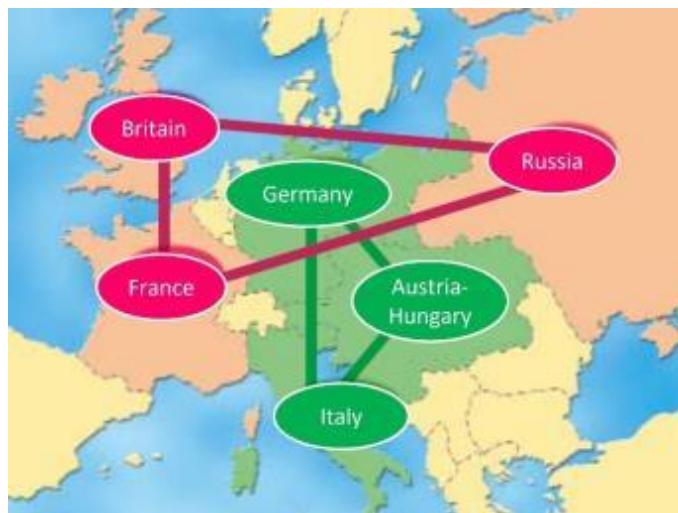 Britain
Russia
Germany
France
Austria-
Hungary
Italy